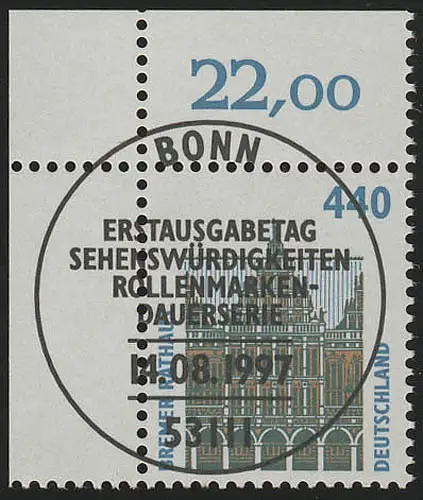 22,00
BONN
440
ERSTAUSGABETAG
SEHENSWÜRDIGKEITEN
ROLLENMARKEN-
DAUERSERIE
14.08.1997
53111
BREMER RATHAUS
DEUTSCHLAND